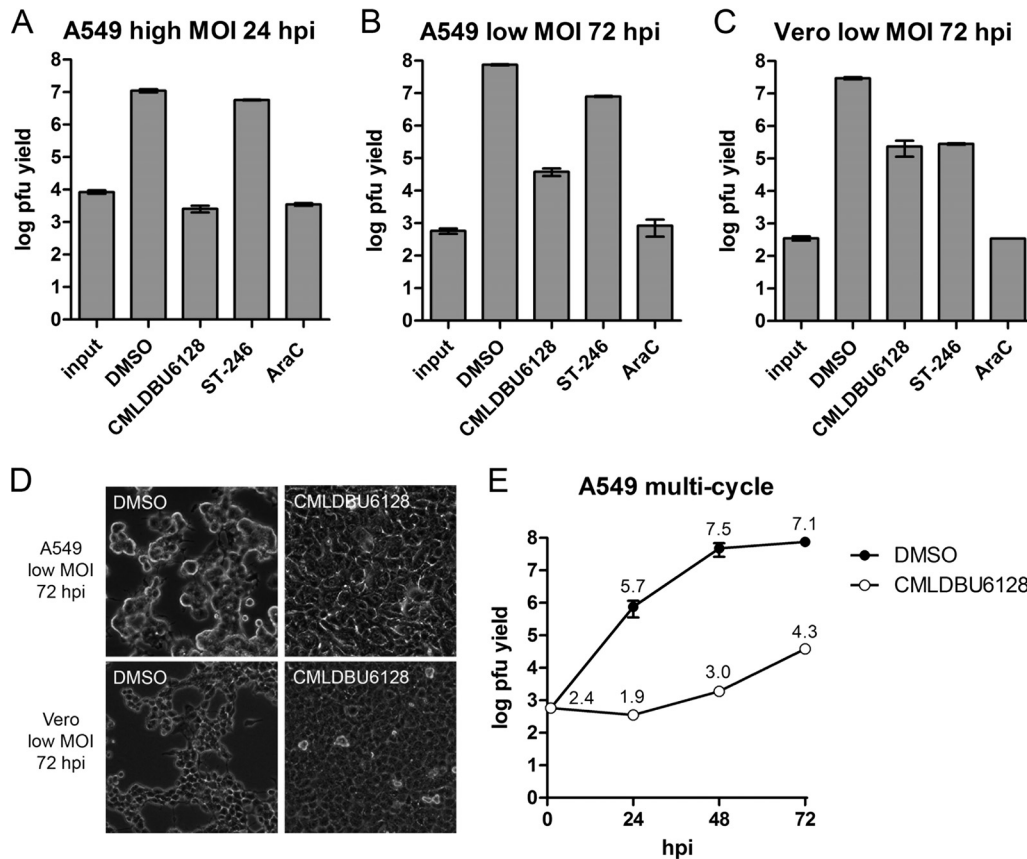 A
A549 high MOI 24 hpi
log pfu yield
8
7
6
5
4
3
2
1
0
input
DMSO
CMLDBU6128
ST-246
AraC
B
A549 low MOI 72 hpi
log pfu yield
8
7
6
5
4
3
2
1
0
input
DMSO
CMLDBU6128
ST-246
AraC
C
Vero low MOI 72 hpi
log pfu yield
8
7
6
5
4
3
2
1
0
input
DMSO
CMLDBU6128
ST-246
AraC
D
A549
low MOI
72 hpi
DMSO
CMLDBU6128
Vero
low MOI
72 hpi
DMSO
CMLDBU6128
E
A549 multi-cycle
log pfu yield
8
7
6
5
4
3
2
1
0
0
24
48
72
hpi
5.7
7.5
7.1
2.4
1.9
3.0
4.3
DMSO
CMLDBU6128